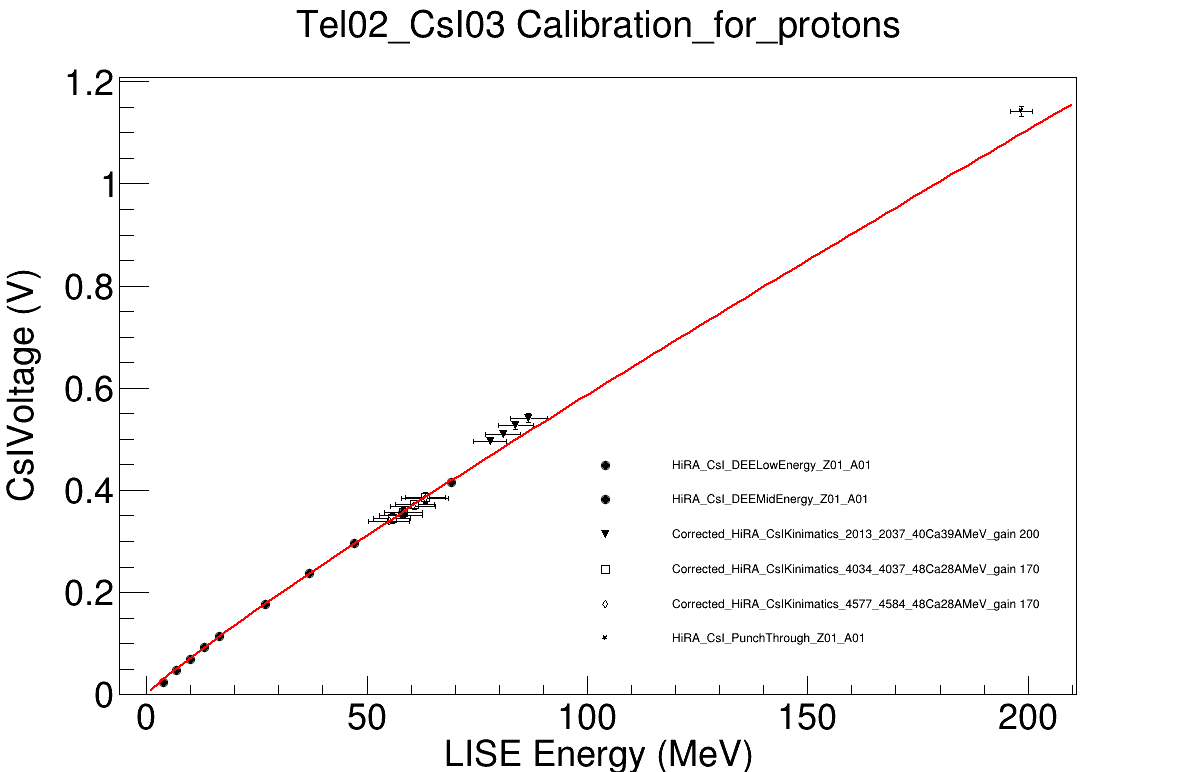 Tel02_CsI03 Calibration_for_protons
CsIVoltage (V)
1.2
1
0.8
0.6
0.4
0.2
0
HiRA_CsI_DEELowEnergy_Z01_A01
HiRA_CsI_DEEMidEnergy_Z01_A01
Corrected_HiRA_CsIKinimatics_2013_2037_40Ca39AMeV_gain 200
Corrected_HiRA_CsIKinimatics_4034_4037_48Ca28AMeV_gain 170
Corrected_HiRA_CsIKinimatics_4577_4584_48Ca28AMeV_gain 170
HiRA_CsI_PunchThrough_Z01_A01
0 50 100 150 200
LISE Energy (MeV)